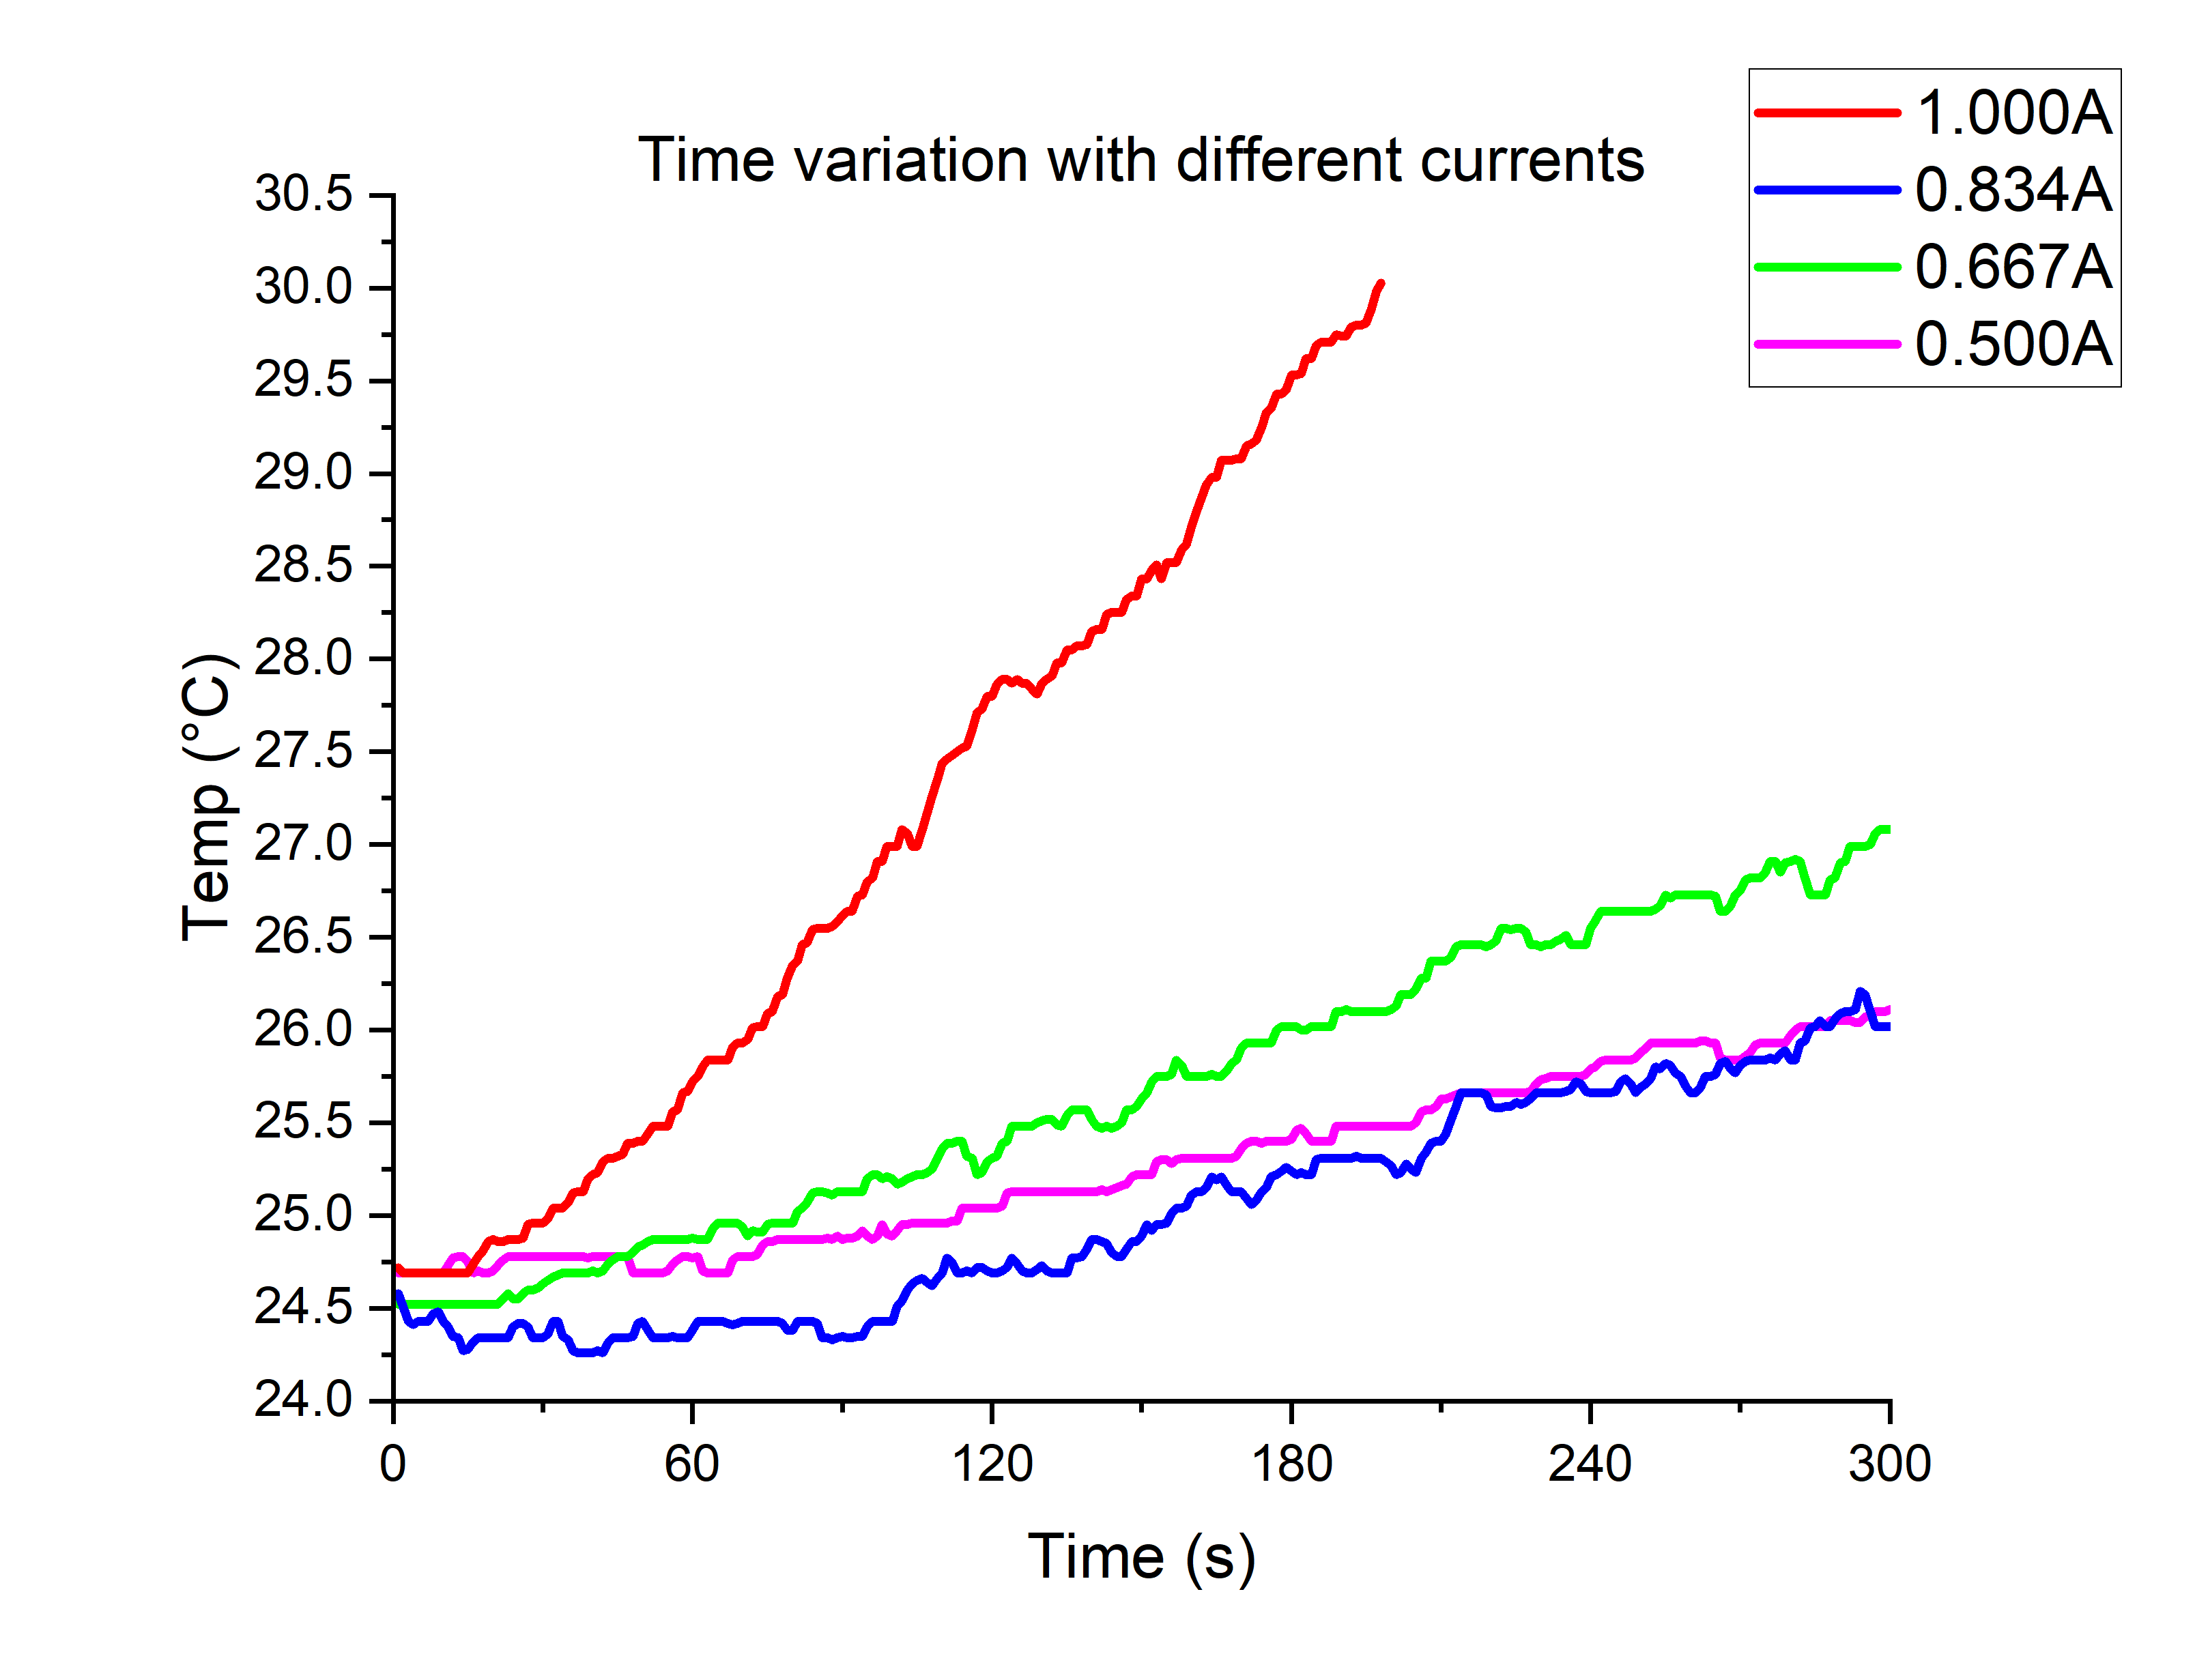 Time variation with different currents
1.000A
0.834A
0.667A
0.500A
30.5
30.0
29.5
29.0
28.5
28.0
27.5
27.0
26.5
26.0
25.5
25.0
24.5
24.0
Temp (°C)
0 60 120 180 240 300
Time (s)